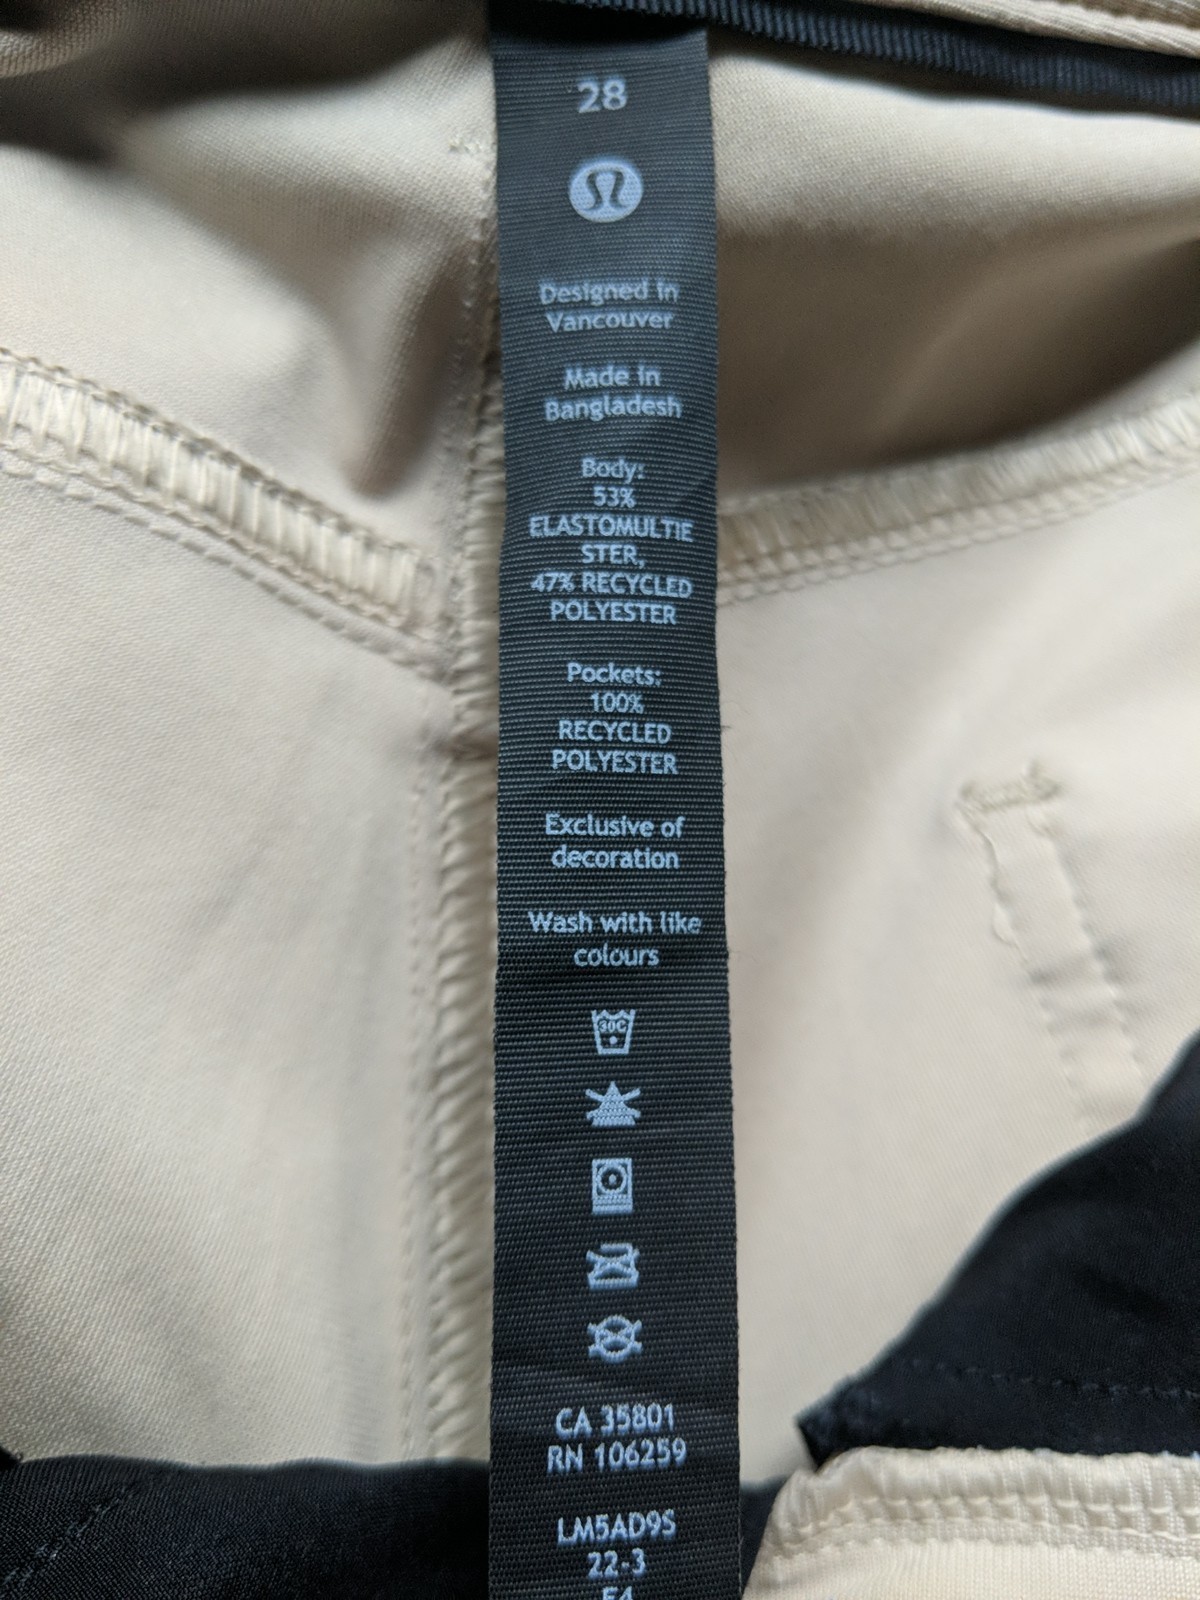 28
Designed in
Vancouver
Made in
Bangladesh
Body:
53%
ELASTOMULTIE
STER,
47% RECYCLED
POLYESTER
Pockets:
100%
RECYCLED
POLYESTER
Exclusive of
decoration
Wash with like
colours
30C
CA 35801
RN 106259
LM5AD9S
22-3